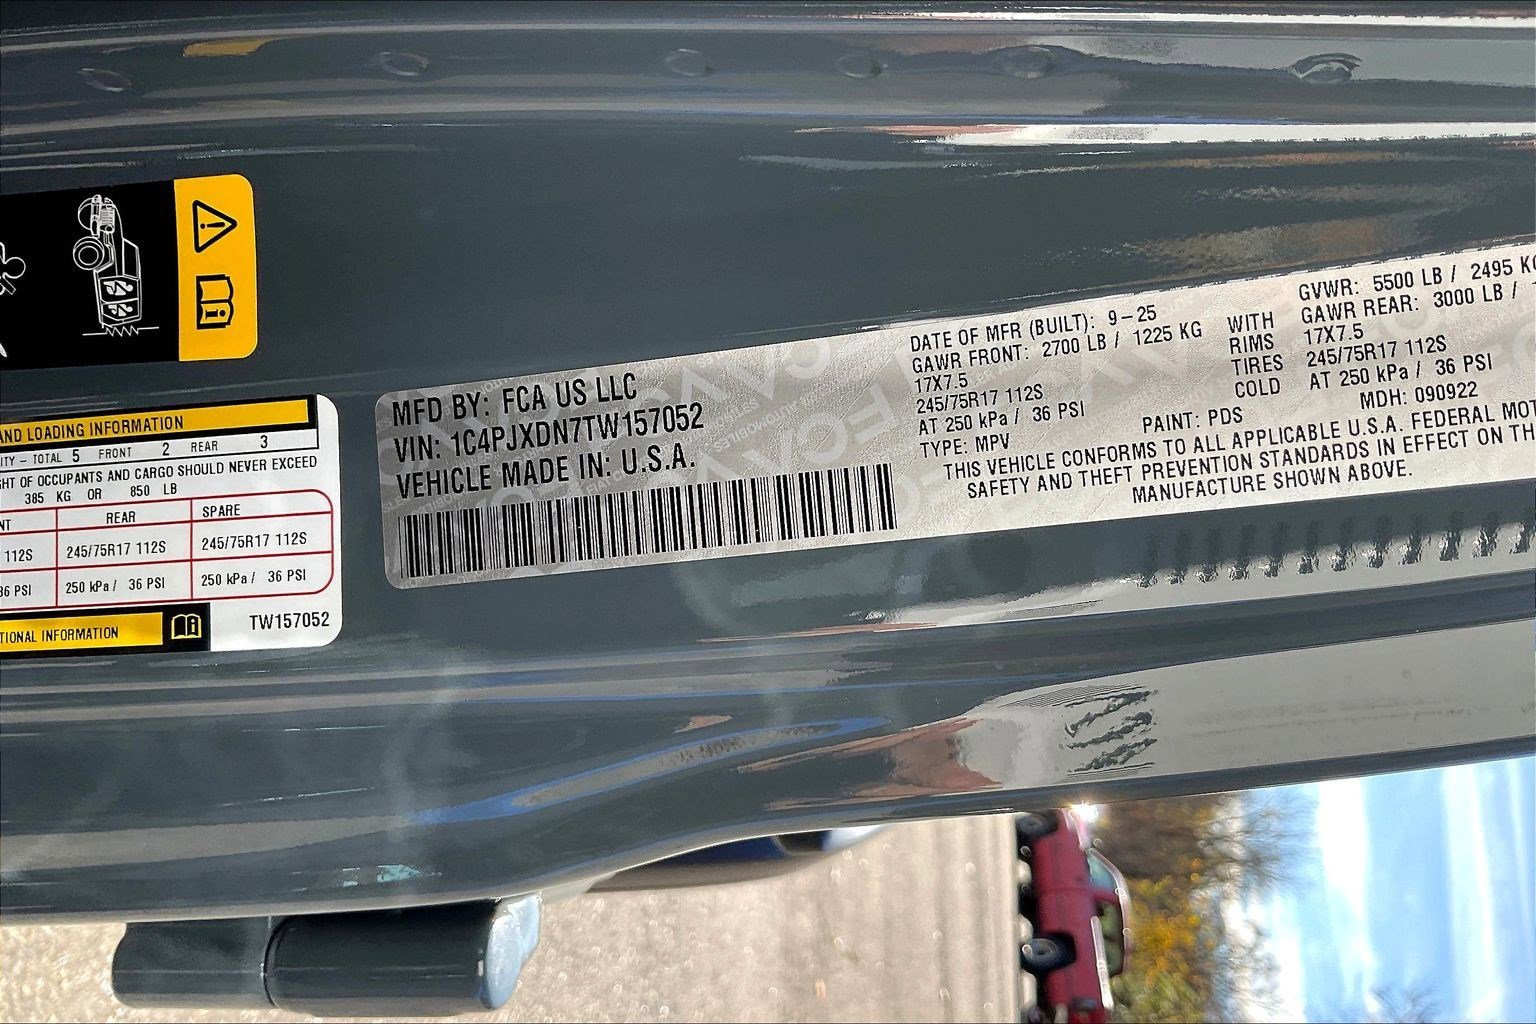 AND LOADING INFORMATION
ITY - TOTAL 5 FRONT 2 REAR 3
GHT OF OCCUPANTS AND CARGO SHOULD NEVER EXCEED
385 KG OR 850 LB
NT REAR SPARE
112S 245/75R17 112S 245/75R17 112S
36 PSI 250 kPa / 36 PSI 250 kPa / 36 PSI
TIONAL INFORMATION
TW157052
MFD BY: FCA US LLC
VIN: 1C4PJXDN7TW157052
VEHICLE MADE IN: U.S.A.
DATE OF MFR (BUILT): 9-25
GVWR: 5500 LB / 2495 KG
GAWR FRONT: 2700 LB / 1225 KG WITH GAWR REAR: 3000 LB /
17X7.5 RIMS 17X7.5
245/75R17 112S TIRES 245/75R17 112S
AT 250 kPa / 36 PSI COLD AT 250 kPa / 36 PSI
TYPE: MPV PAINT: PDS MDH: 090922
THIS VEHICLE CONFORMS TO ALL APPLICABLE U.S.A. FEDERAL MOT
SAFETY AND THEFT PREVENTION STANDARDS IN EFFECT ON TH
MANUFACTURE SHOWN ABOVE.